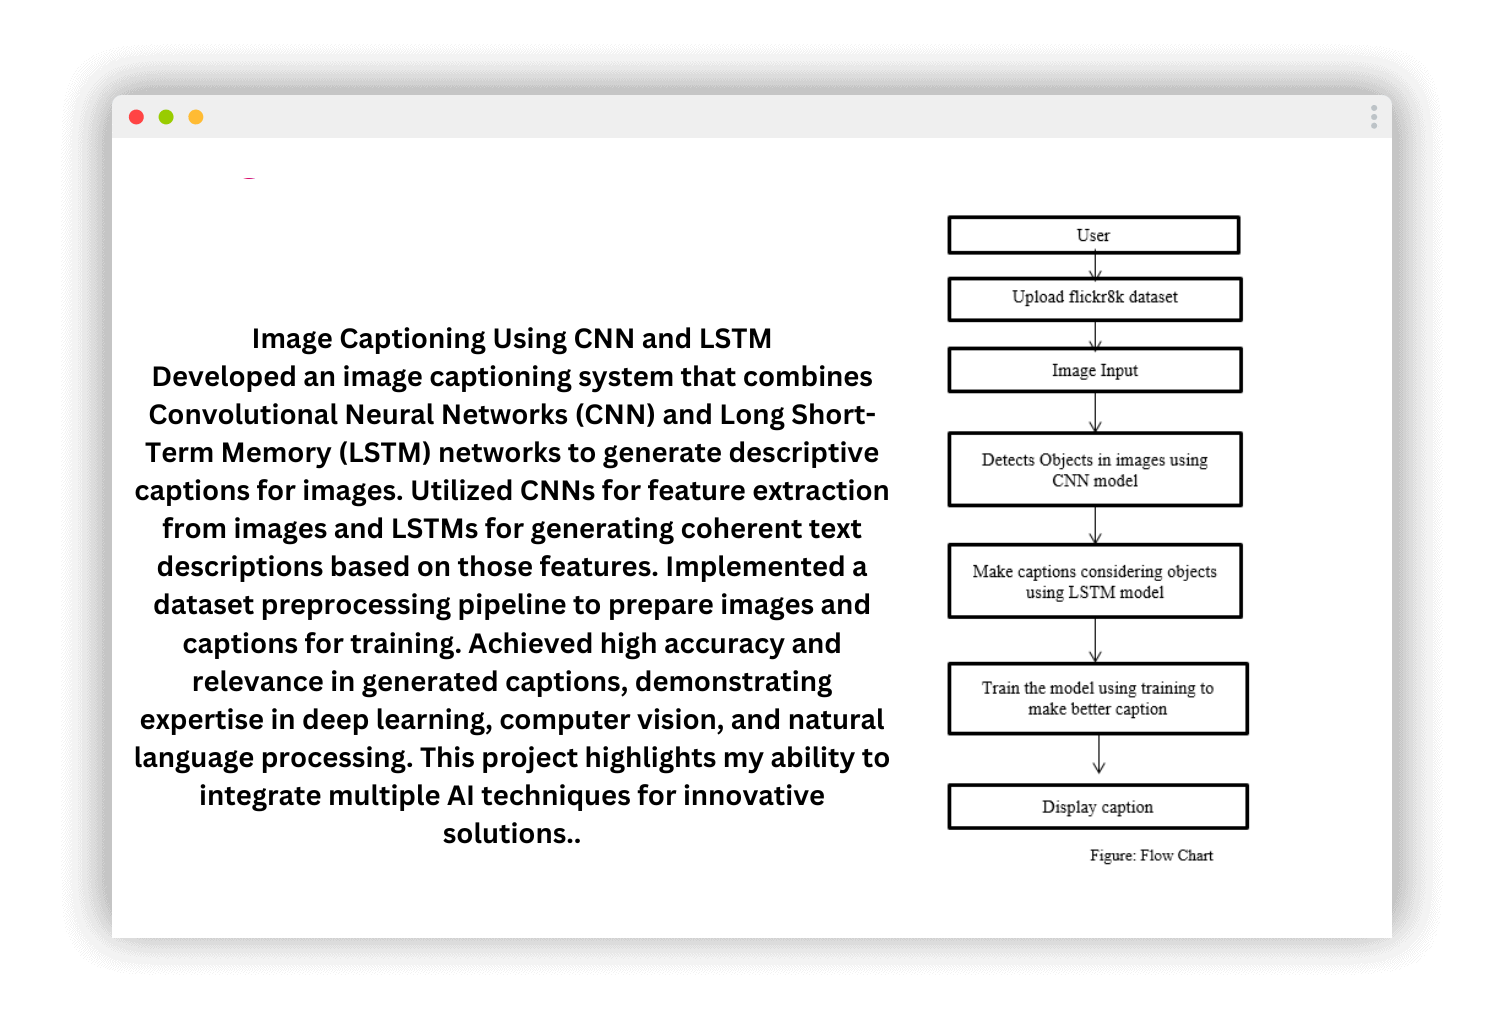 Image Captioning Using CNN and LSTM
Developed an image captioning system that combines
Convolutional Neural Networks (CNN) and Long Short-
Term Memory (LSTM) networks to generate descriptive
captions for images. Utilized CNNs for feature extraction
from images and LSTMs for generating coherent text
descriptions based on those features. Implemented a
dataset preprocessing pipeline to prepare images and
captions for training. Achieved high accuracy and
relevance in generated captions, demonstrating
expertise in deep learning, computer vision, and natural
language processing. This project highlights my ability to
integrate multiple AI techniques for innovative
solutions..
User
Upload flickr8k dataset
Image Input
Detects Objects in images using
CNN model
Make captions considering objects
using LSTM model
Train the model using training to
make better caption
Display caption
Figure: Flow Chart